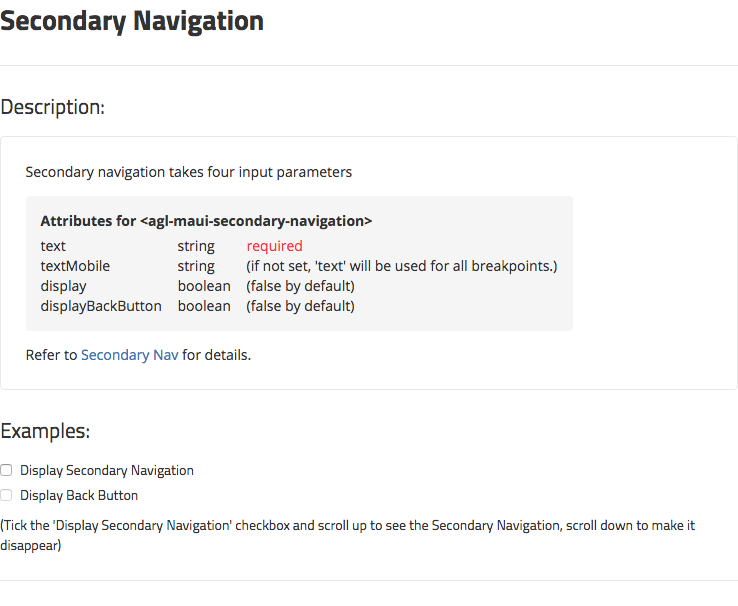 Secondary Navigation
Description:
Secondary navigation takes four input parameters
Attributes for <agl-maui-secondary-navigation>
text string required
textMobile string (if not set, 'text' will be used for all breakpoints.)
display boolean (false by default)
displayBackButton boolean (false by default)
Refer to Secondary Nav for details.
Examples:
Display Secondary Navigation
Display Back Button
(Tick the 'Display Secondary Navigation' checkbox and scroll up to see the Secondary Navigation, scroll down to make it
disappear)